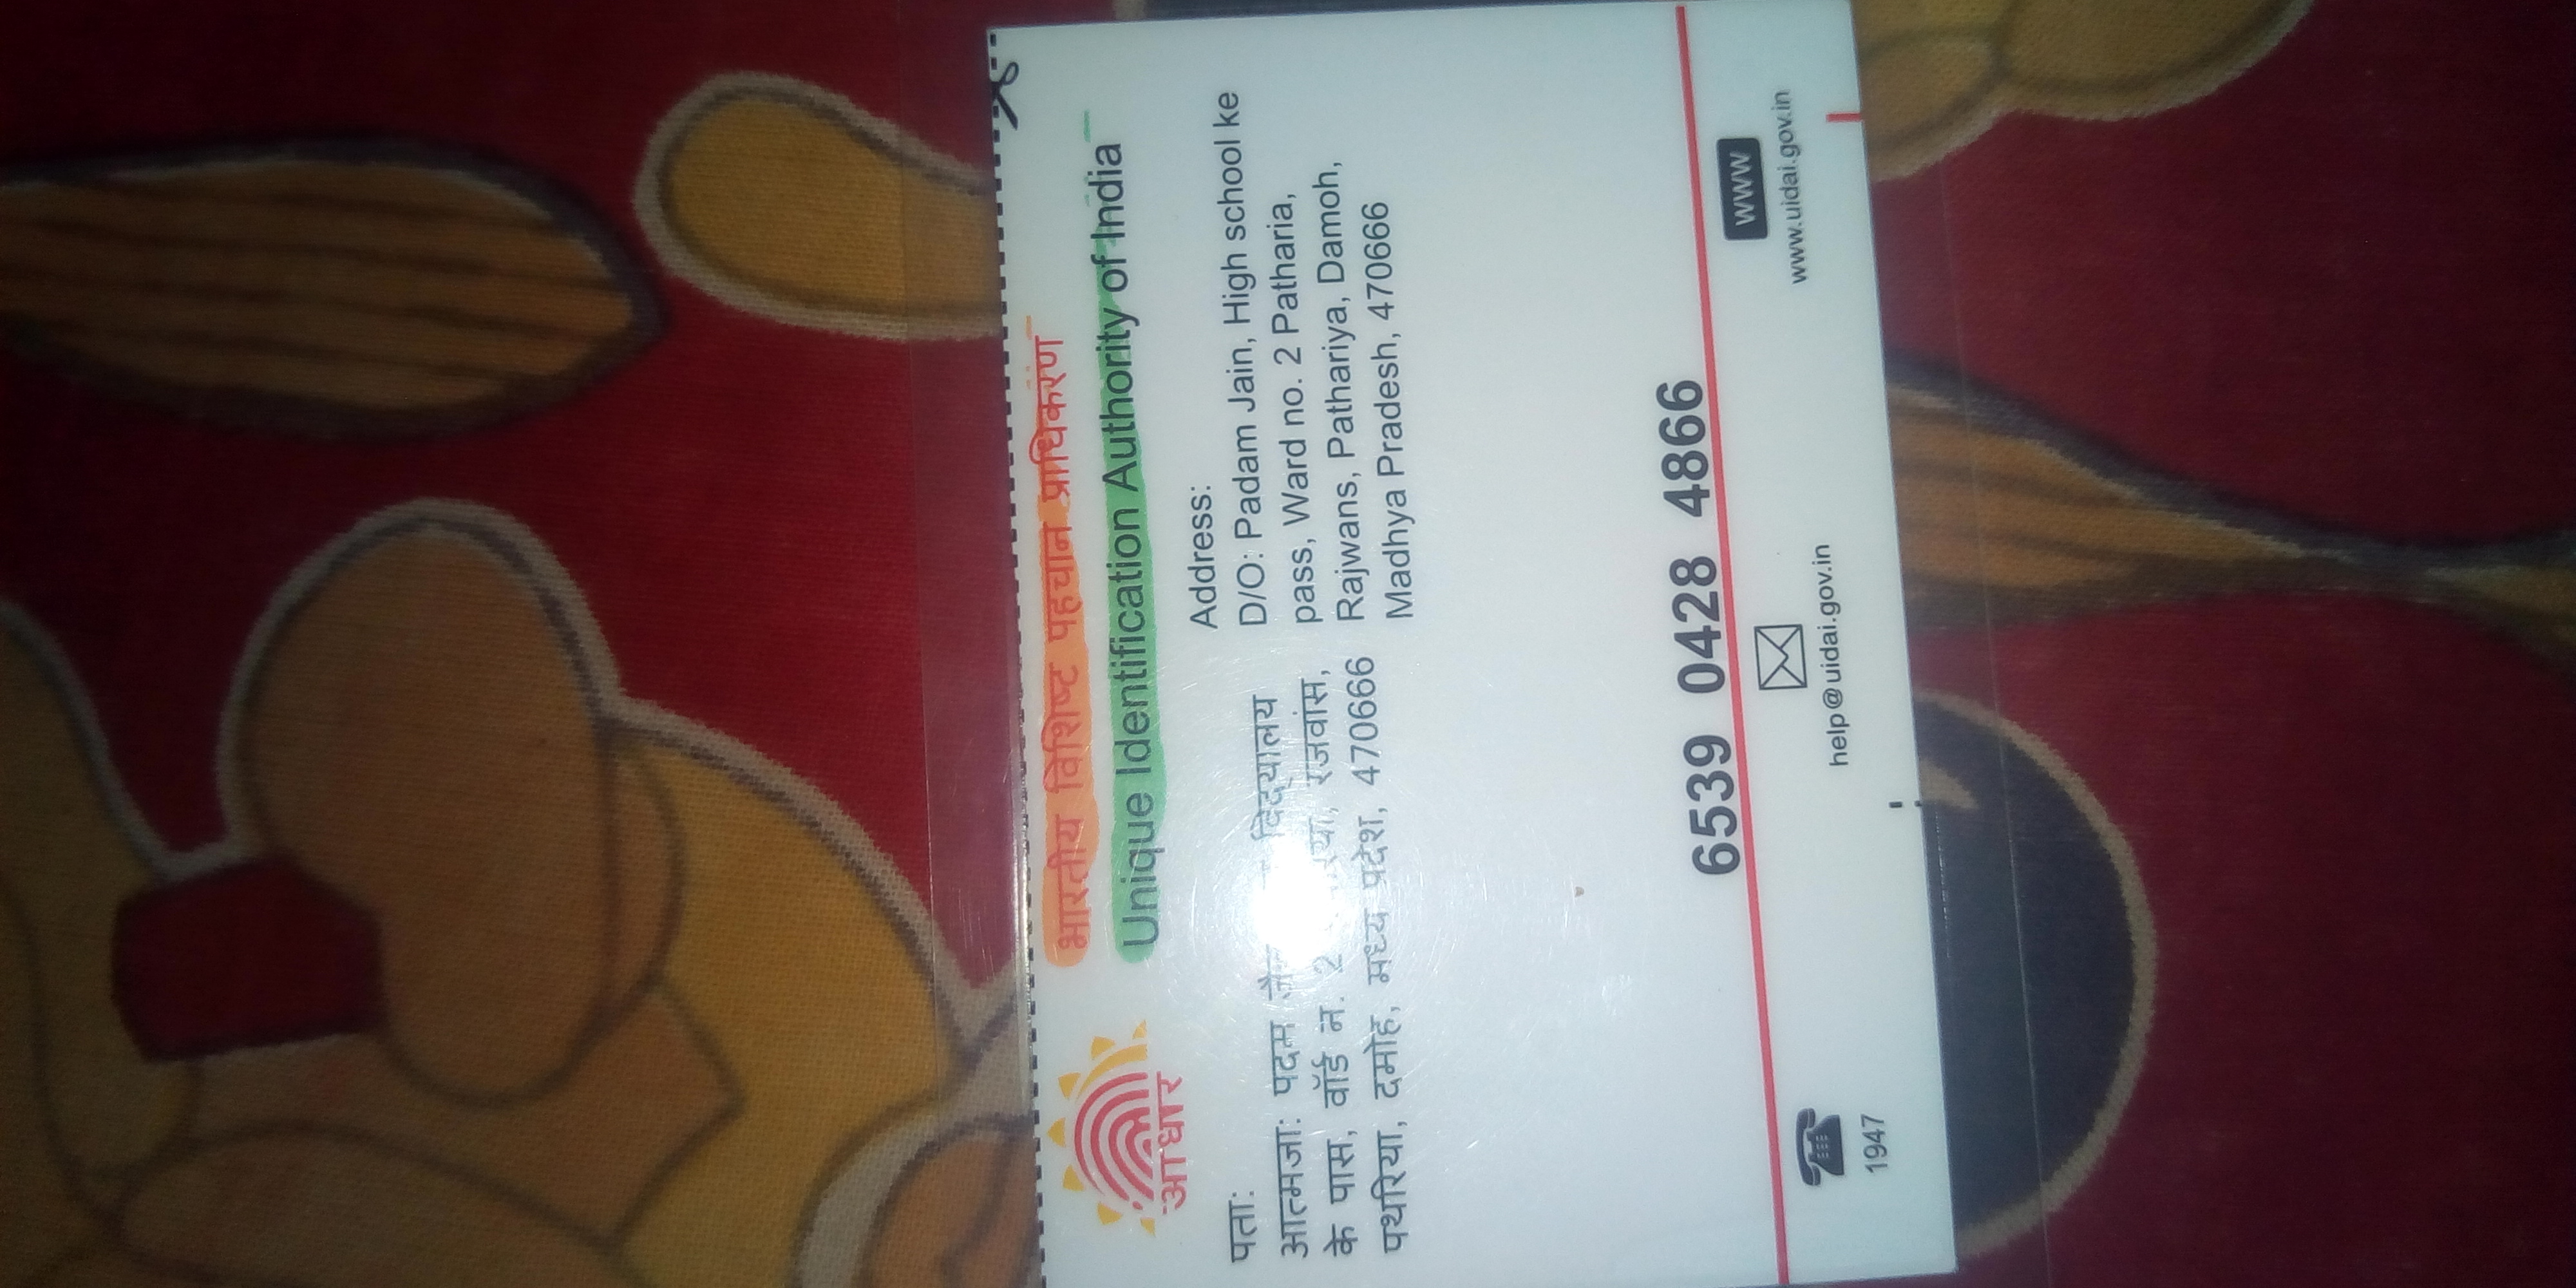 भारतीय विशिष्ट पहचान प्राधिकरण
Unique Identification Authority of India
आधार
पता:
आत्मजा: पदम जैन विद्यालय
के पास, वॉर्ड न. 2 रजवांस,
पथरिया, दमोह, मध्य प्रदेश, 470666
Address:
D/O: Padam Jain, High school ke
pass, Ward no. 2 Patharia,
Rajwans, Pathariya, Damoh,
Madhya Pradesh, 470666
6539 0428 4866
1947
help@uidai.gov.in
WWW
www.uidai.gov.in